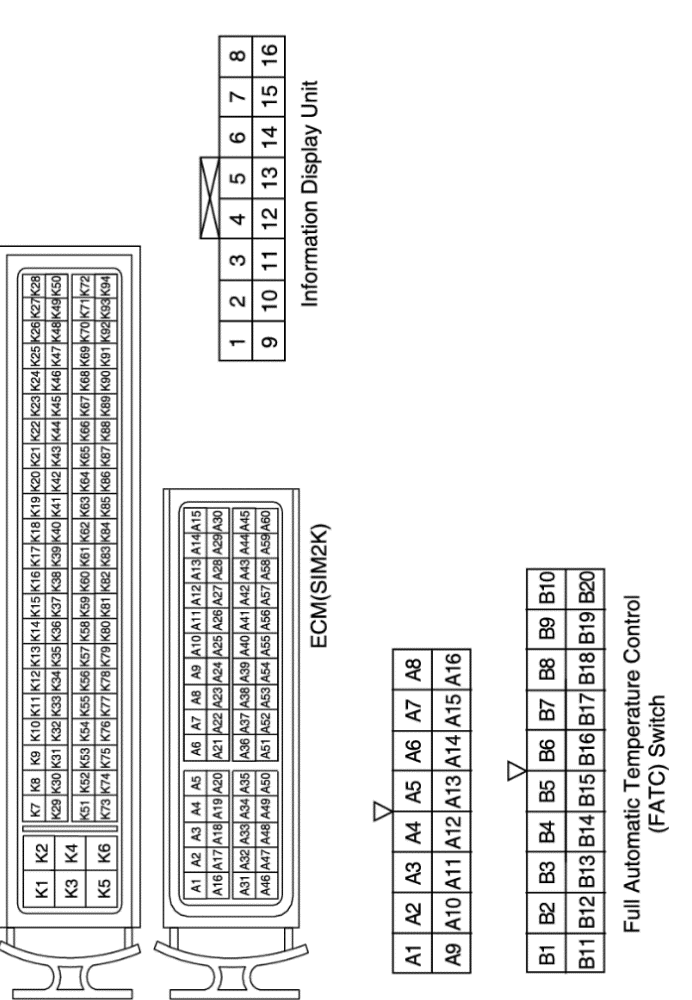 K1 K2 K7 K8 K9 K10 K11 K12 K13 K14 K15 K16 K17 K18 K19 K20 K21 K22 K23 K24 K25 K26 K27 K28
K29 K30 K31 K32 K33 K34 K35 K36 K37 K38 K39 K40 K41 K42 K43 K44 K45 K46 K47 K48 K49 K50
K3 K4
K51 K52 K53 K54 K55 K56 K57 K58 K59 K60 K61 K62 K63 K64 K65 K66 K67 K68 K69 K70 K71 K72
K5 K6 K73 K74 K75 K76 K77 K78 K79 K80 K81 K82 K83 K84 K85 K86 K87 K88 K89 K90 K91 K92 K93 K94
A1 A2 A3 A4 A5 A6 A7 A8 A9 A10 A11 A12 A13 A14 A15
A16 A17 A18 A19 A20 A21 A22 A23 A24 A25 A26 A27 A28 A29 A30
A31 A32 A33 A34 A35 A36 A37 A38 A39 A40 A41 A42 A43 A44 A45
A46 A47 A48 A49 A50 A51 A52 A53 A54 A55 A56 A57 A58 A59 A60
ECM(SIM2K)
1 2 3 4 5 6 7 8
9 10 11 12 13 14 15 16
Information Display Unit
A1 A2 A3 A4 A5 A6 A7 A8
A9 A10 A11 A12 A13 A14 A15 A16
B1 B2 B3 B4 B5 B6 B7 B8 B9 B10
B11 B12 B13 B14 B15 B16 B17 B18 B19 B20
Full Automatic Temperature Control
(FATC) Switch